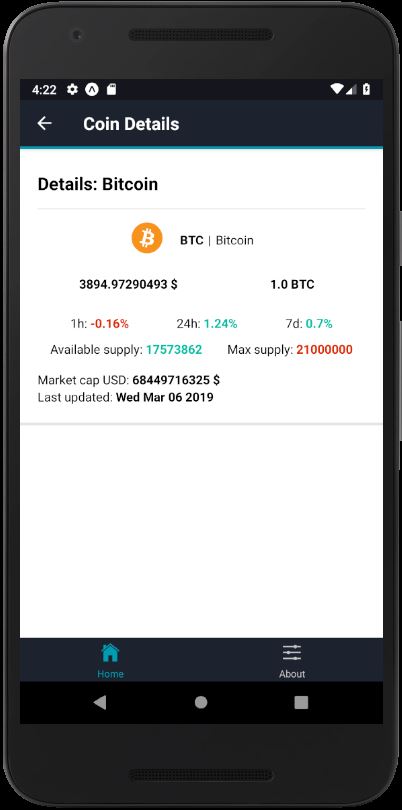 4:22
Coin Details
Details: Bitcoin
BTC | Bitcoin
3894.97290493 $ 1.0 BTC
1h: -0.16% 24h: 1.24% 7d: 0.7%
Available supply: 17573862 Max supply: 21000000
Market cap USD: 68449716325 $
Last updated: Wed Mar 06 2019
Home About